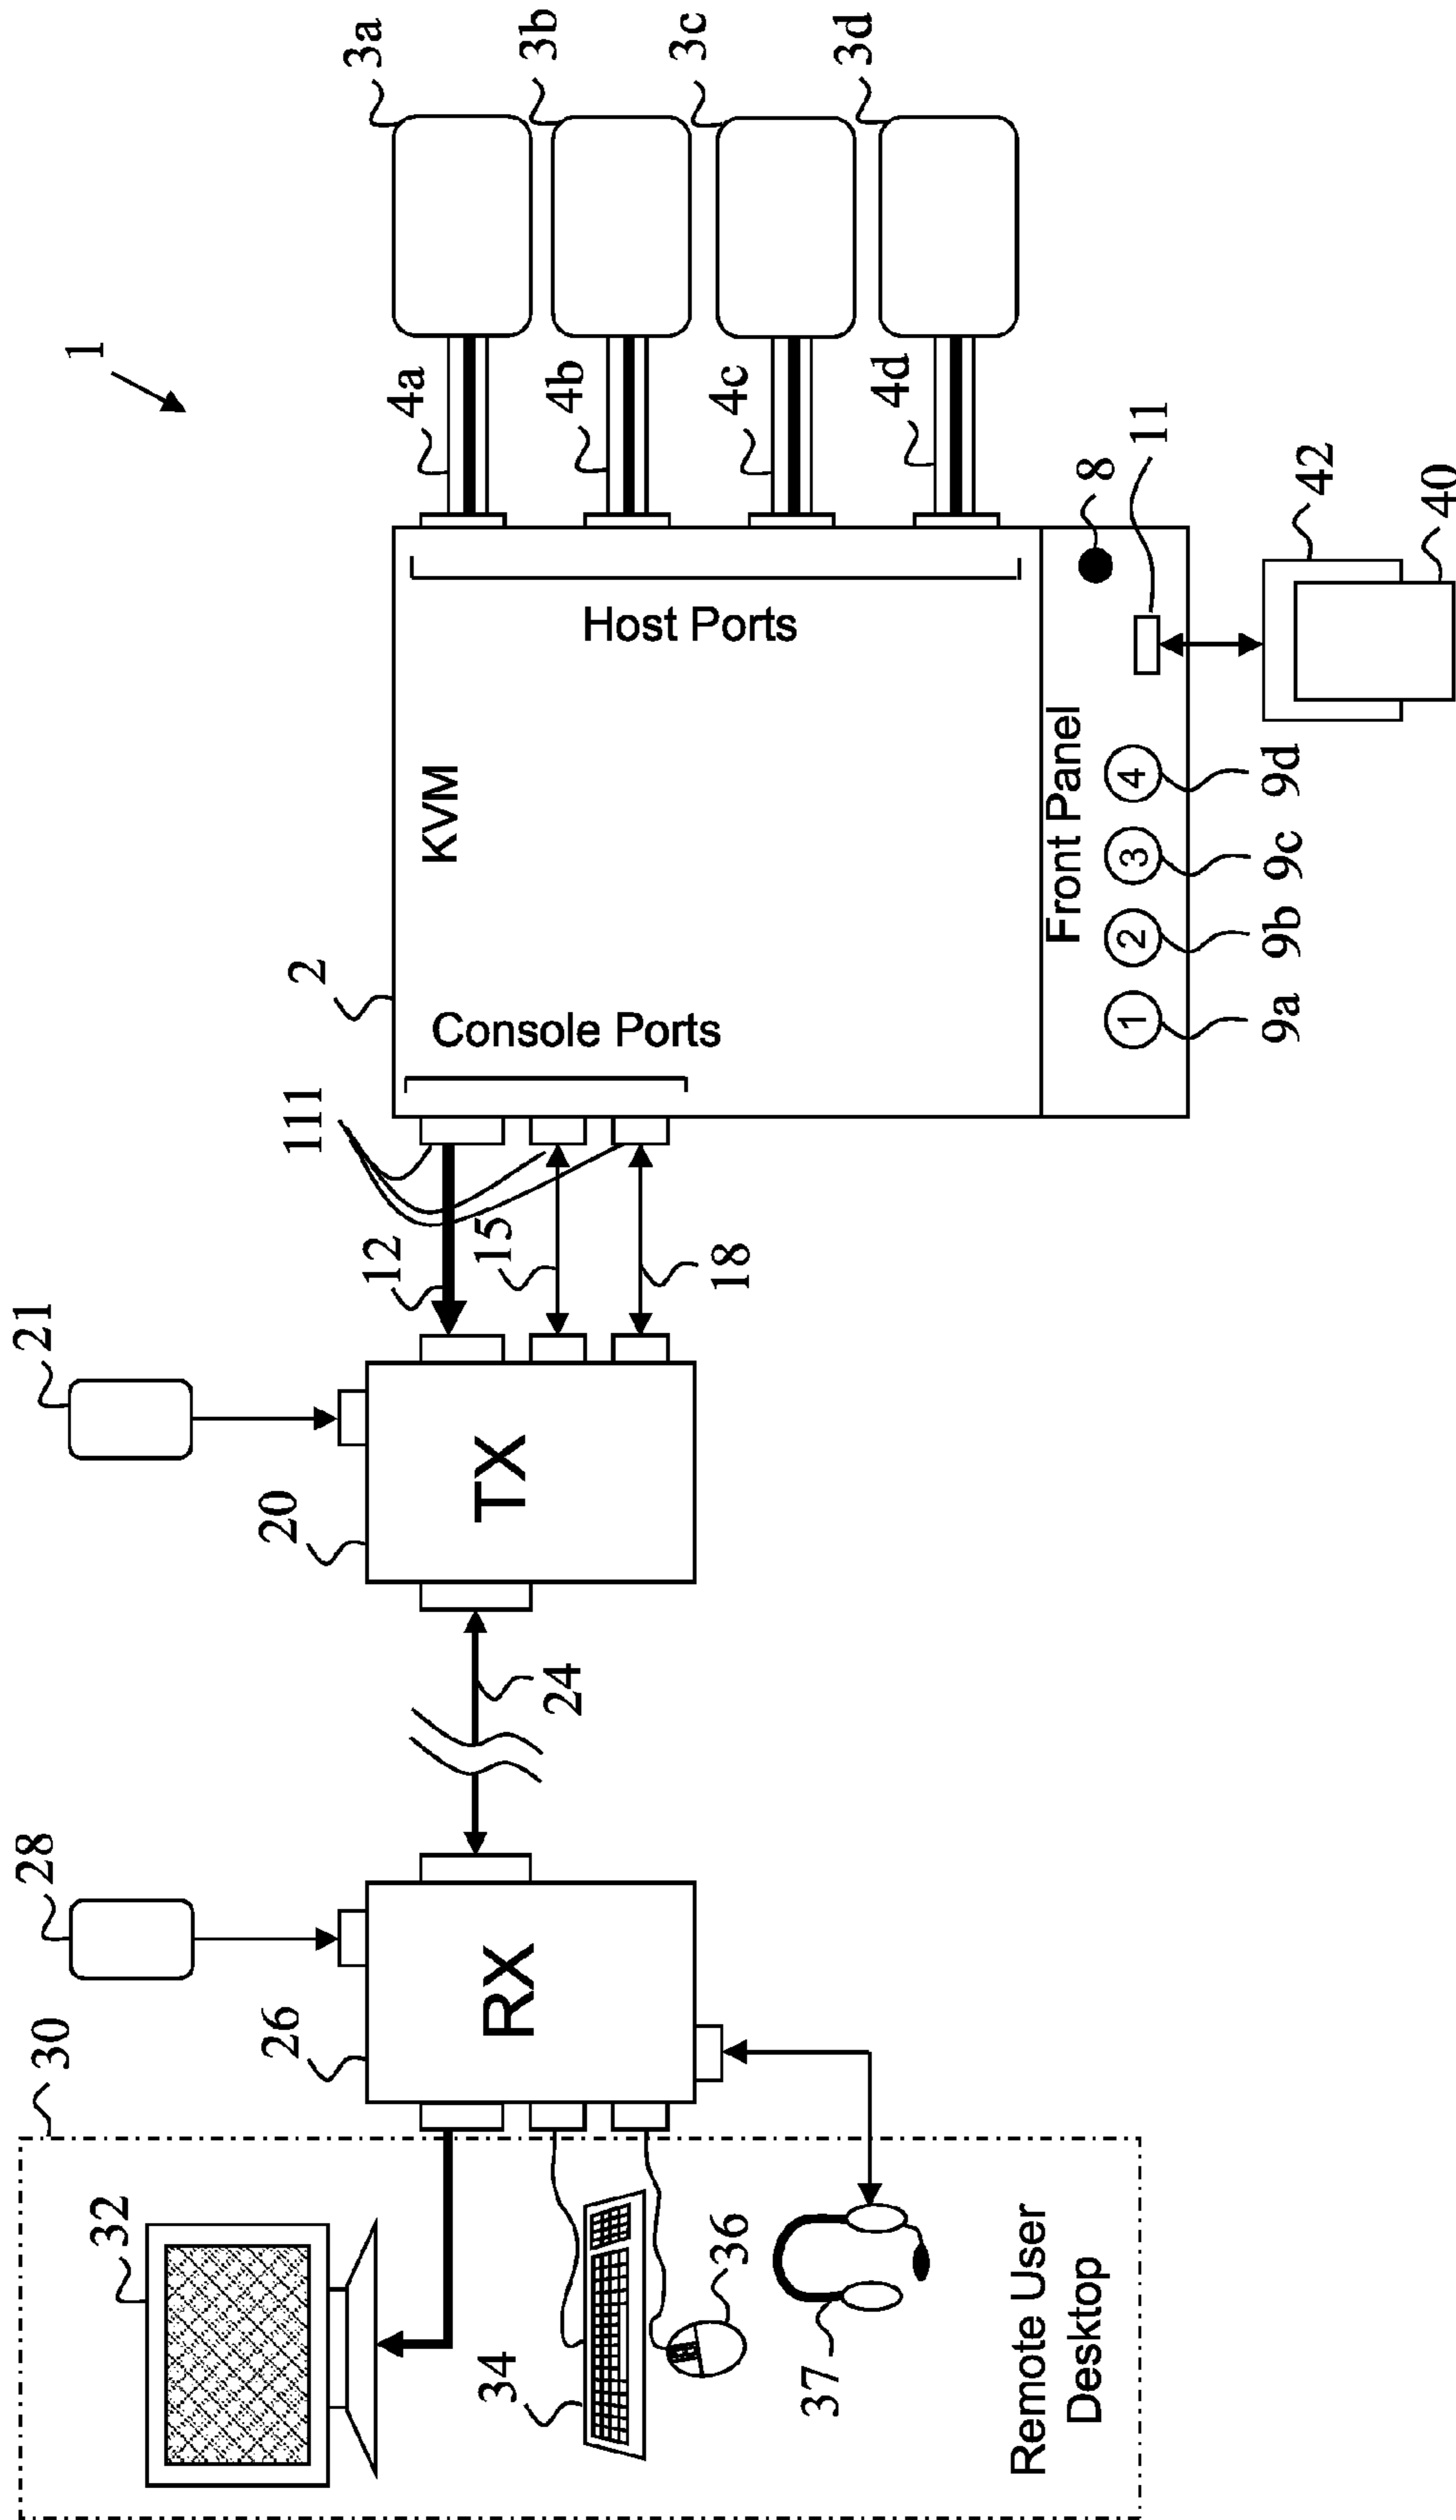 1
30
32
34
36
37
Remote User
Desktop
28
26
RX
24
21
20
TX
12
15
18
111
2
Console Ports
KVM
Host Ports
4a
4b
4c
4d
3a
3b
3c
3d
Front Panel
1
2
3
4
9a
9b
9c
9d
8
11
42
40